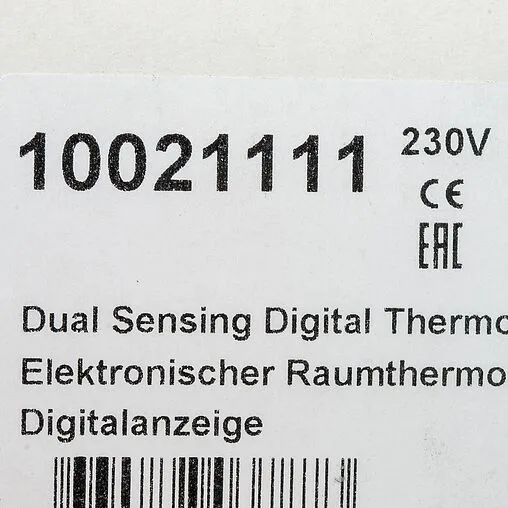 10021111
230V
CE
EAC
Dual Sensing Digital Thermo
Elektronischer Raumthermo
Digitalanzeige